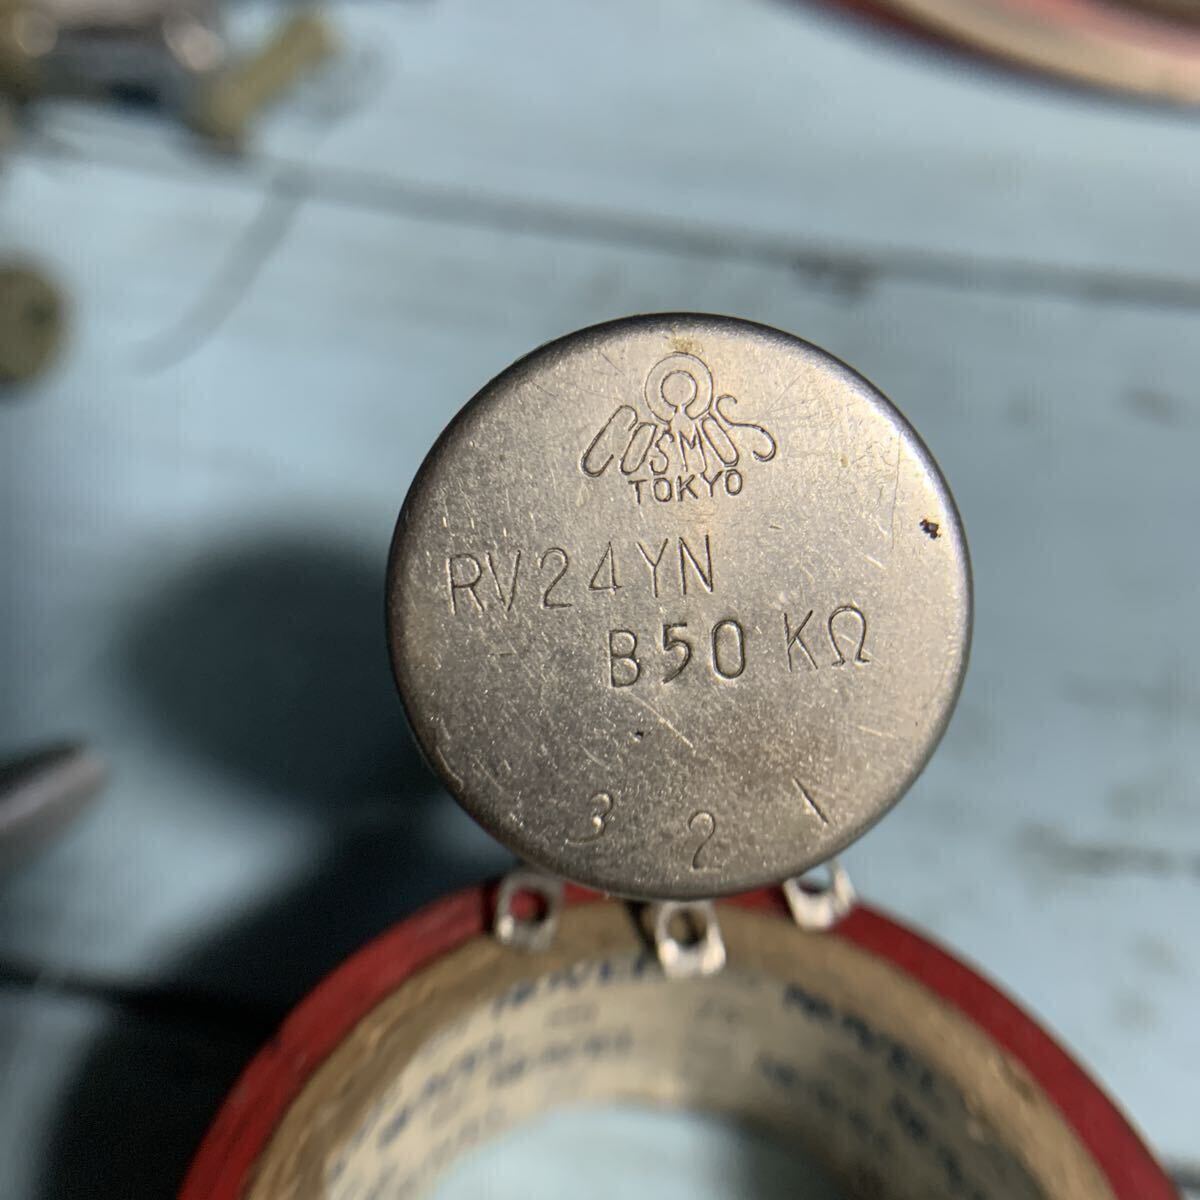 COSMOS
TOKYO
RV24YN
B50 KΩ
3 2 1